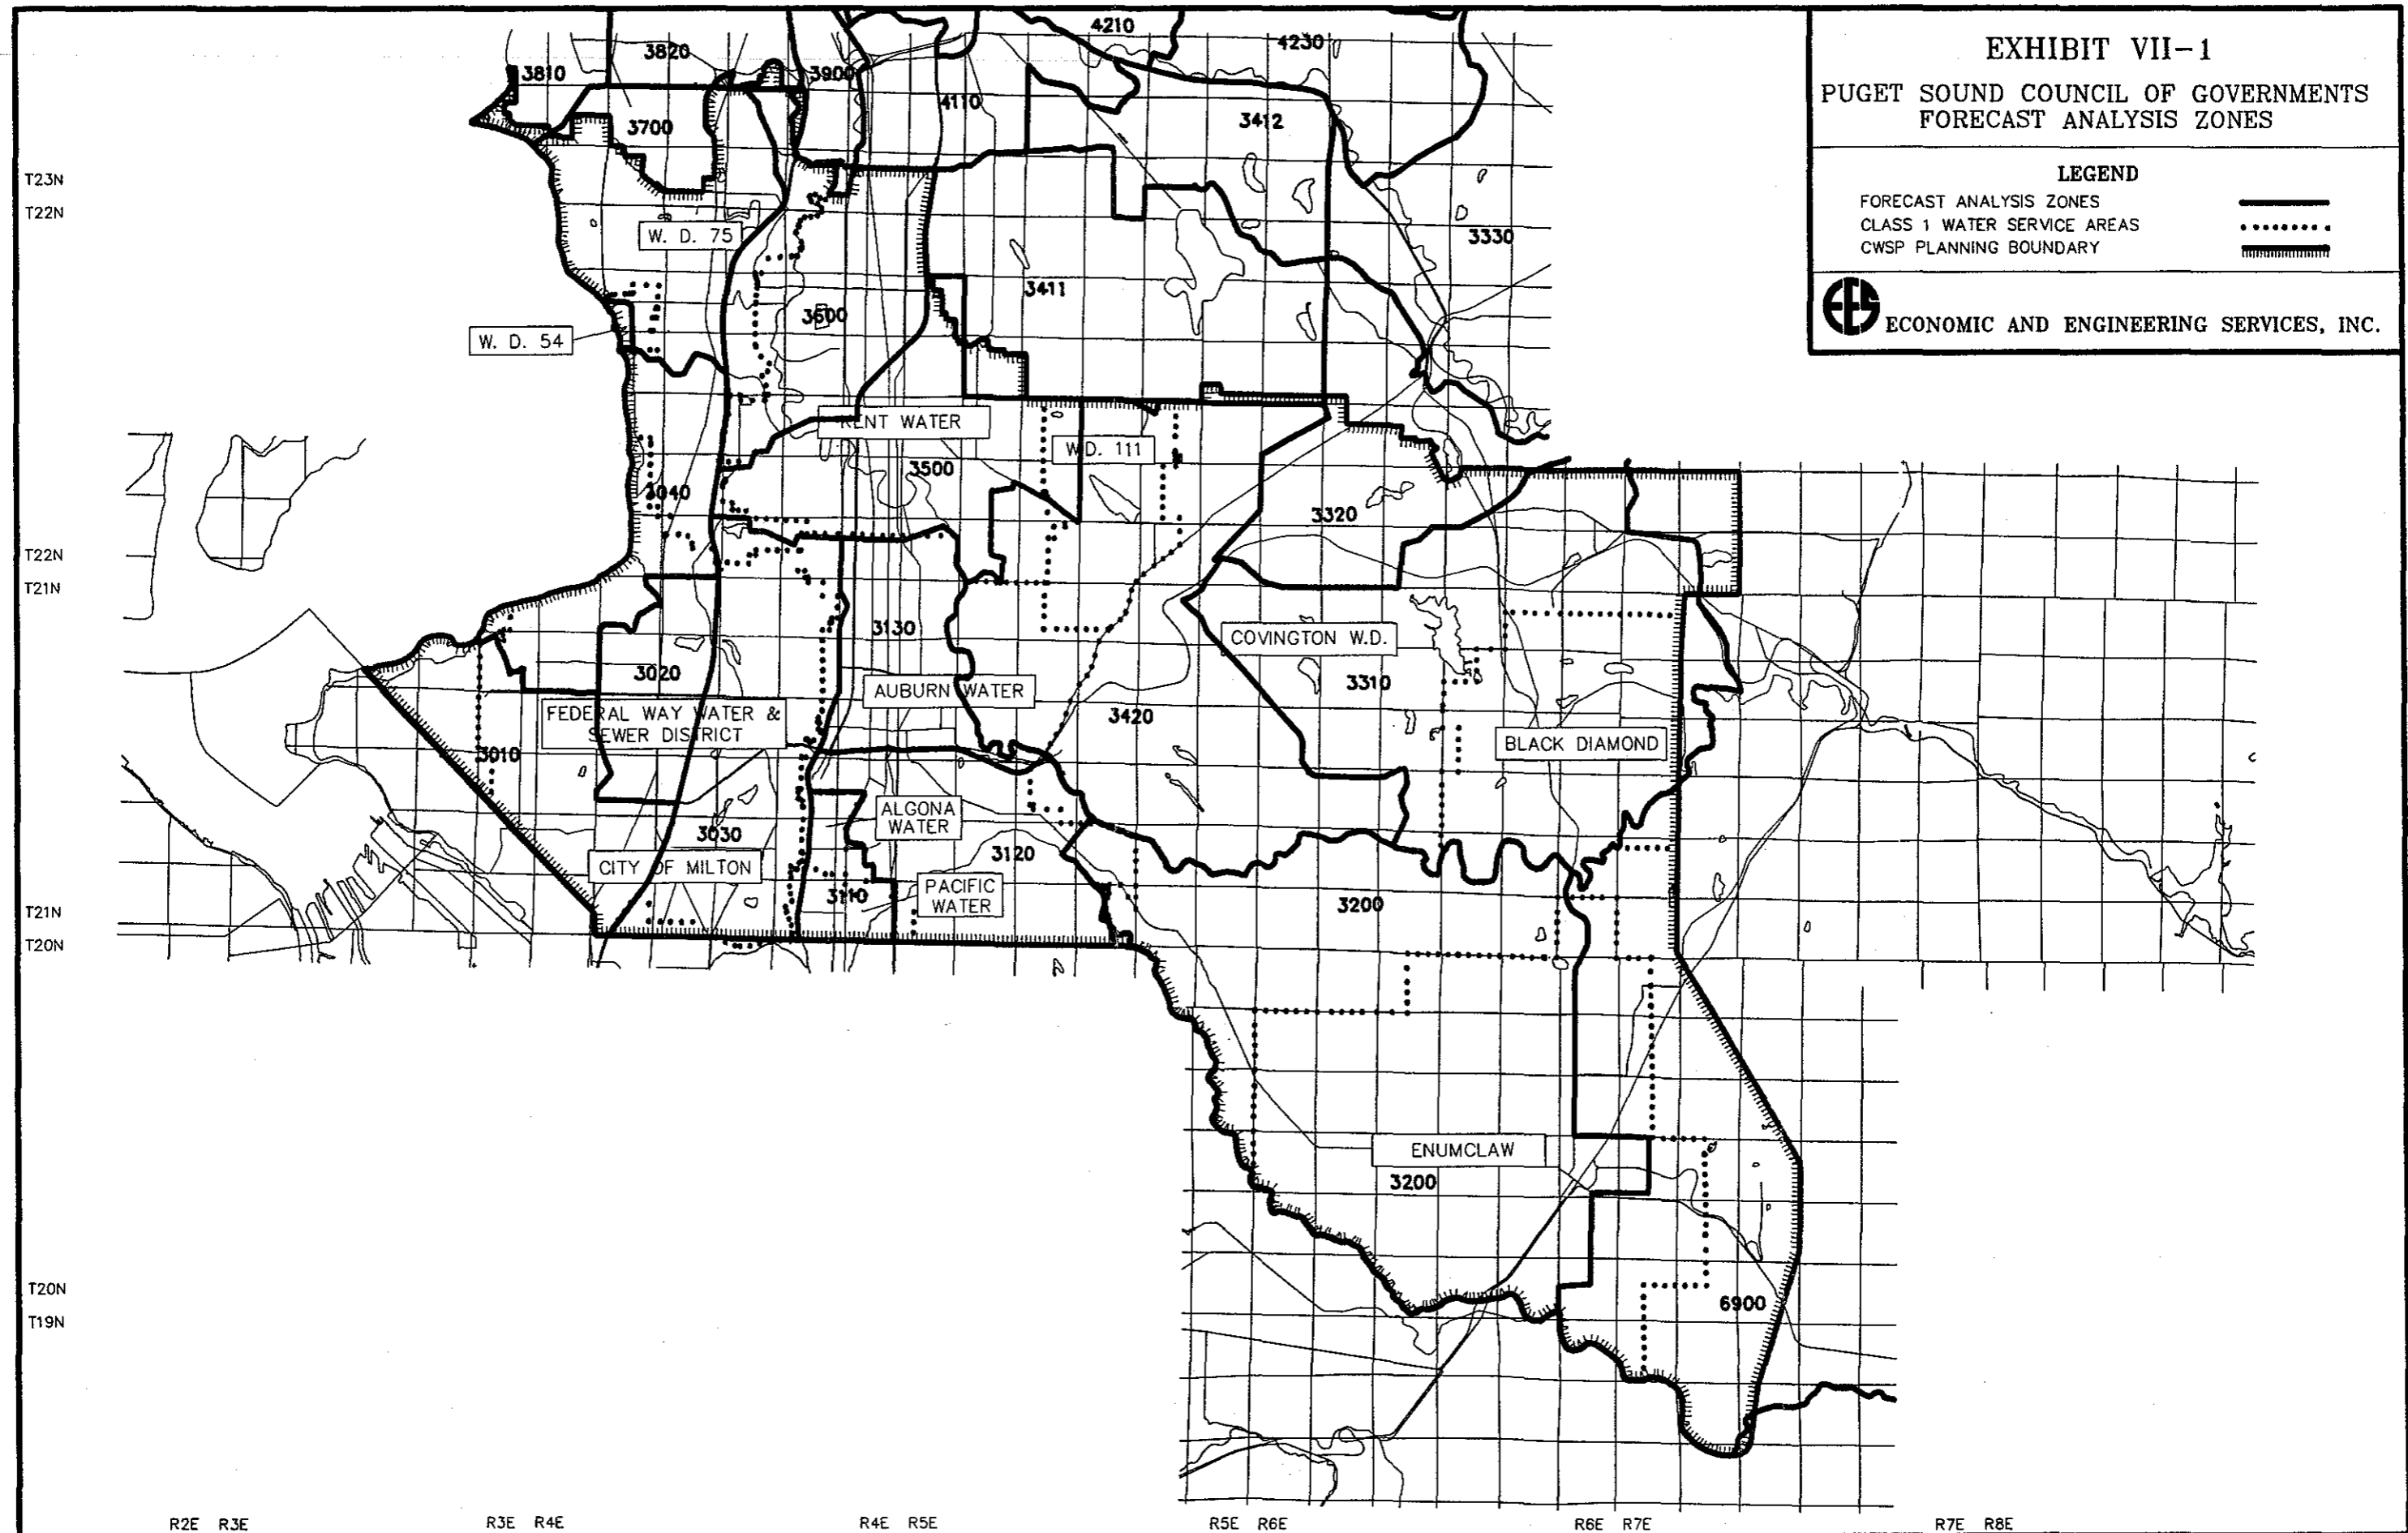 EXHIBIT VII-1
PUGET SOUND COUNCIL OF GOVERNMENTS
FORECAST ANALYSIS ZONES
LEGEND
FORECAST ANALYSIS ZONES
CLASS 1 WATER SERVICE AREAS
CWSP PLANNING BOUNDARY
EES
ECONOMIC AND ENGINEERING SERVICES, INC.
4210
3820
4230
3810
3900
4110
3700
3412
T23N
T22N
W. D. 75
3330
3411
3600
W. D. 54
KENT WATER
W.D. 111
3500
3040
3320
T22N
T21N
3130
COVINGTON W.D.
3020
3310
AUBURN WATER
3420
FEDERAL WAY WATER &
SEWER DISTRICT
BLACK DIAMOND
3010
ALGONA
WATER
3030
3120
CITY OF MILTON
3110
PACIFIC
WATER
3200
T21N
T20N
ENUMCLAW
3200
T20N
6900
T19N
R2E R3E
R3E R4E
R4E R5E
R5E R6E
R6E R7E
R7E R8E